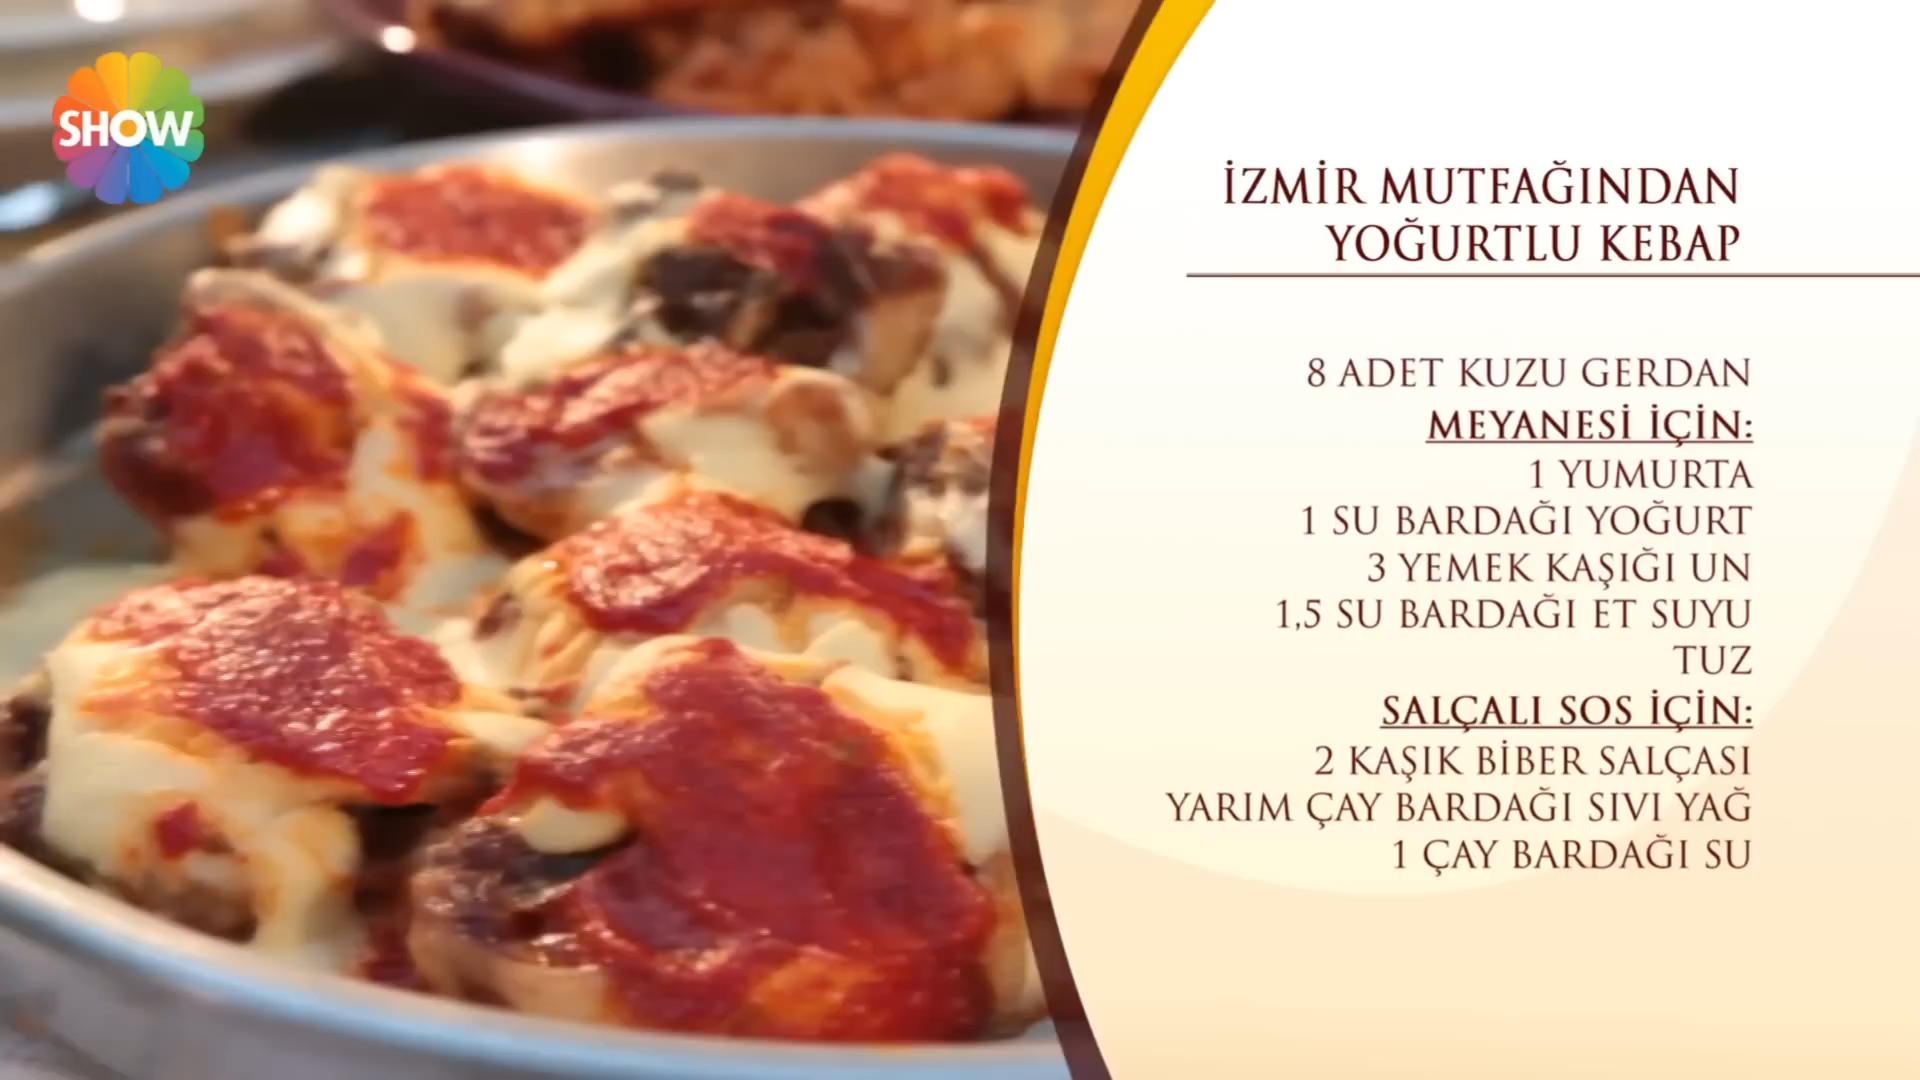 SHOW
İZMİR MUTFAĞINDAN
YOĞURTLU KEBAP
8 ADET KUZU GERDAN
MEYANESİ İÇİN:
1 YUMURTA
1 SU BARDAĞI YOĞURT
3 YEMEK KAŞIĞI UN
1,5 SU BARDAĞI ET SUYU
TUZ
SALÇALI SOS İÇİN:
2 KAŞIK BİBER SALÇASI
YARIM ÇAY BARDAĞI SIVI YAĞ
1 ÇAY BARDAĞI SU